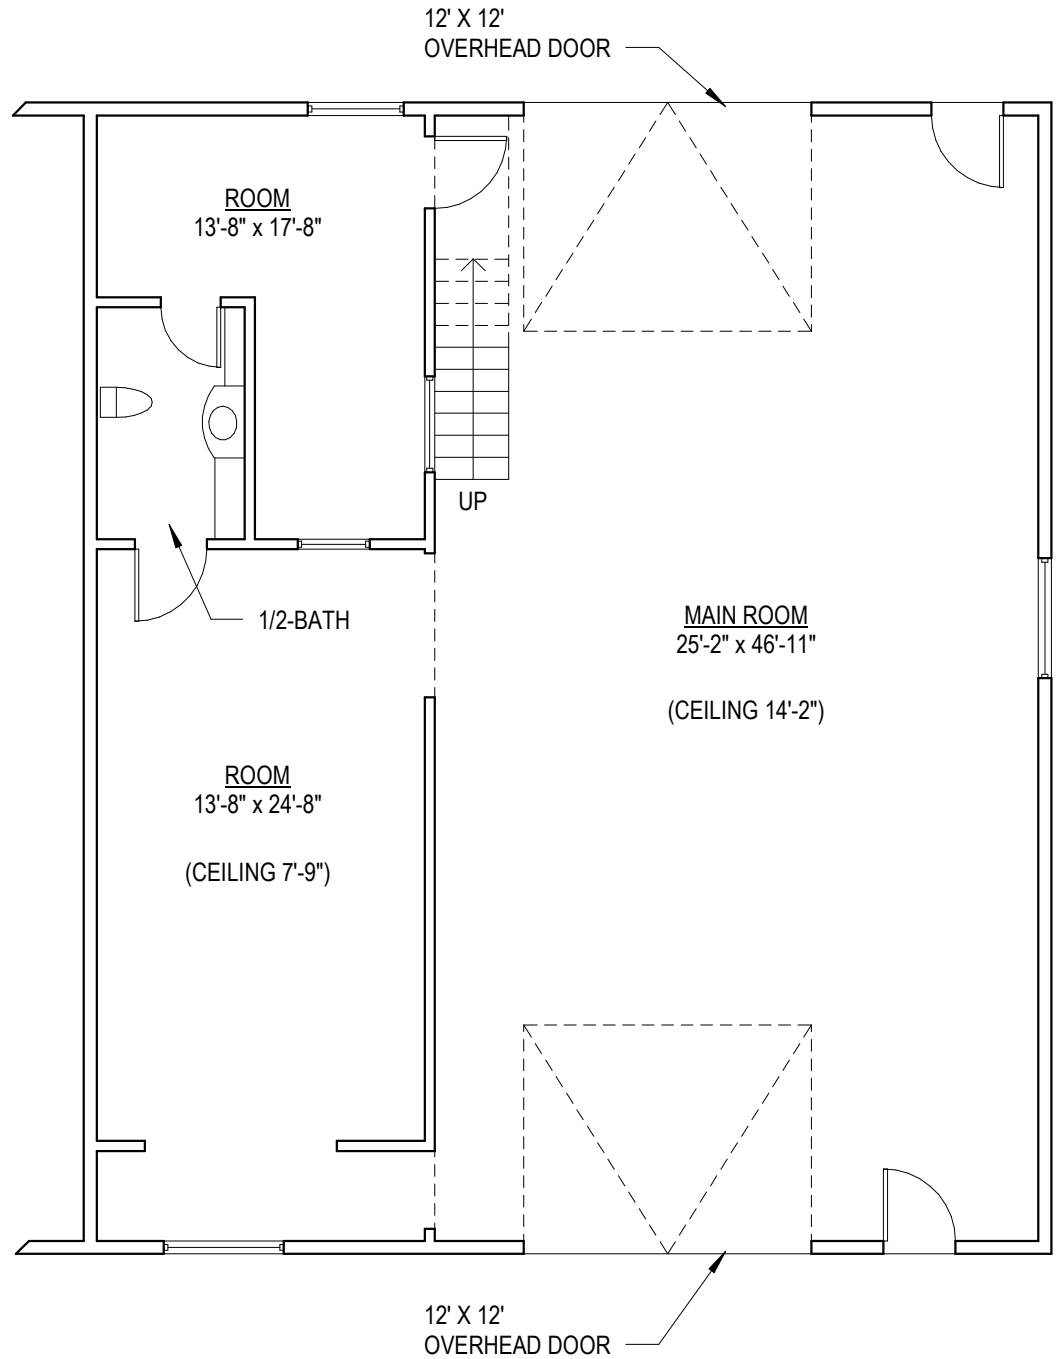 12' X 12'
OVERHEAD DOOR
ROOM
13'-8" x 17'-8"
UP
1/2-BATH
MAIN ROOM
25'-2" x 46'-11"
(CEILING 14'-2")
ROOM
13'-8" x 24'-8"
(CEILING 7'-9")
12' X 12'
OVERHEAD DOOR